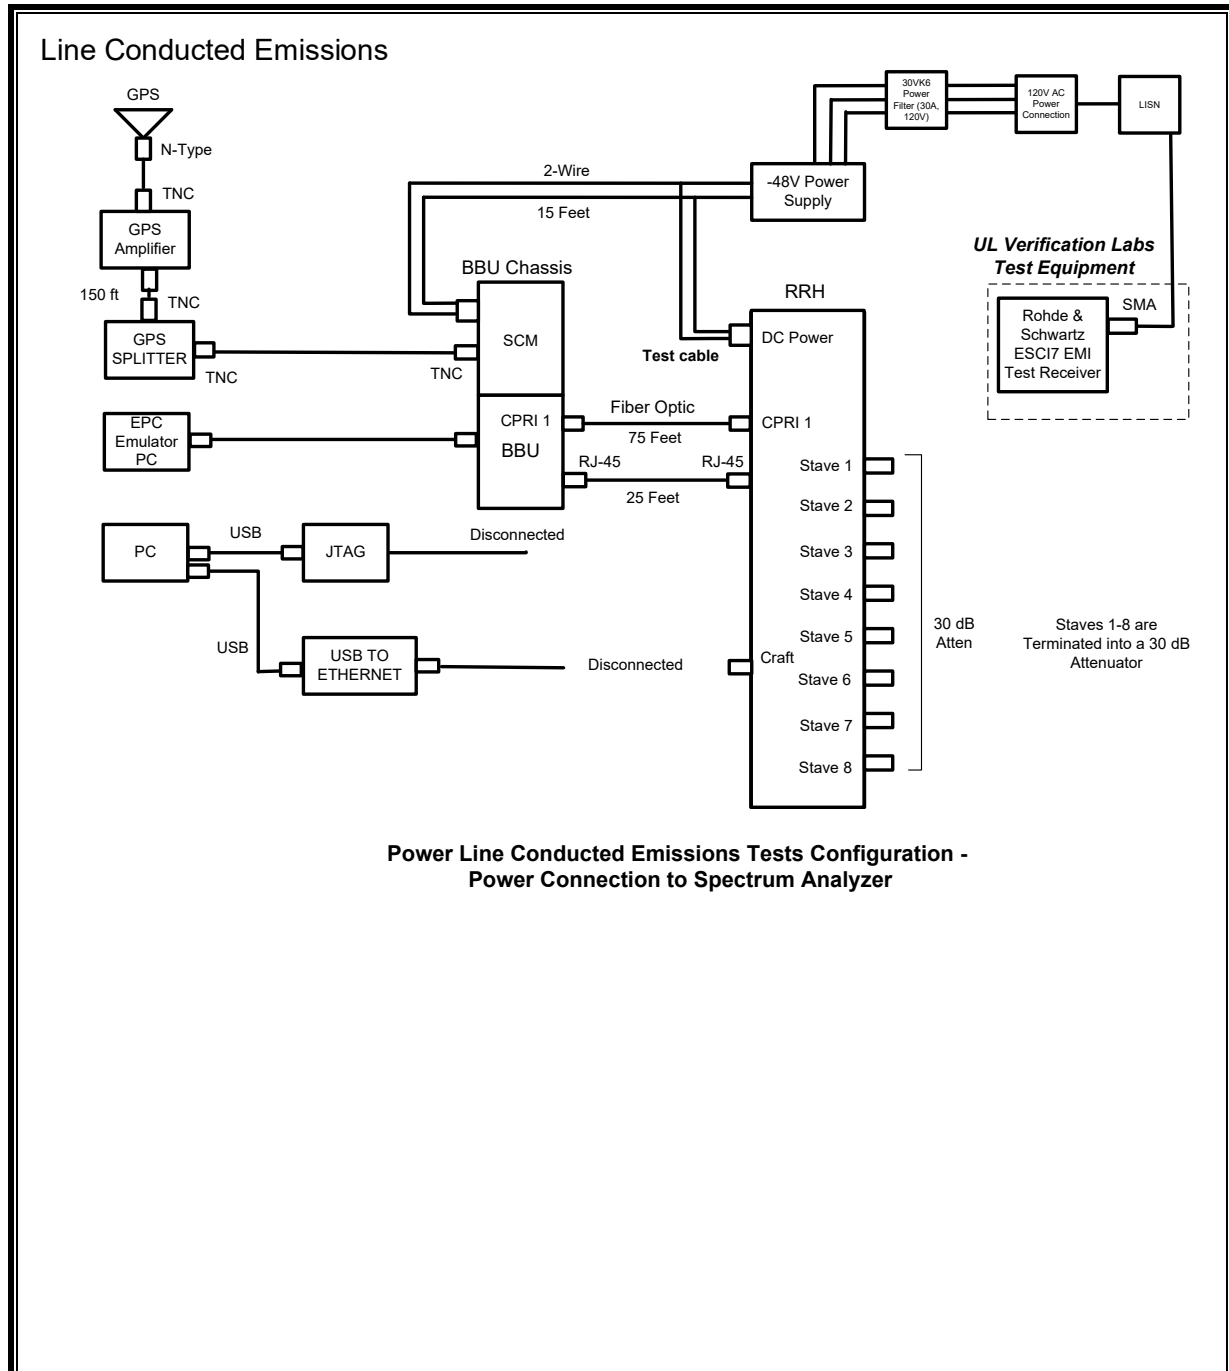 Line Conducted Emissions
GPS
N-Type
TNC
GPS
Amplifier
150 ft
TNC
GPS
SPLITTER
TNC
TNC
EPC
Emulator
PC
PC
USB
JTAG
Disconnected
USB
USB TO
ETHERNET
Disconnected
2-Wire
15 Feet
BBU Chassis
SCM
CPRI 1
BBU
Fiber Optic
75 Feet
RJ-45
RJ-45
25 Feet
Test cable
-48V Power
Supply
30VK6
Power
Filter (30A,
120V)
120V AC
Power
Connection
LISN
UL Verification Labs
Test Equipment
Rohde &
Schwartz
ESCI7 EMI
Test Receiver
SMA
RRH
DC Power
CPRI 1
Stave 1
Stave 2
Stave 3
Stave 4
Stave 5
Craft
Stave 6
Stave 7
Stave 8
30 dB
Atten
Staves 1-8 are
Terminated into a 30 dB
Attenuator
Power Line Conducted Emissions Tests Configuration -
Power Connection to Spectrum Analyzer